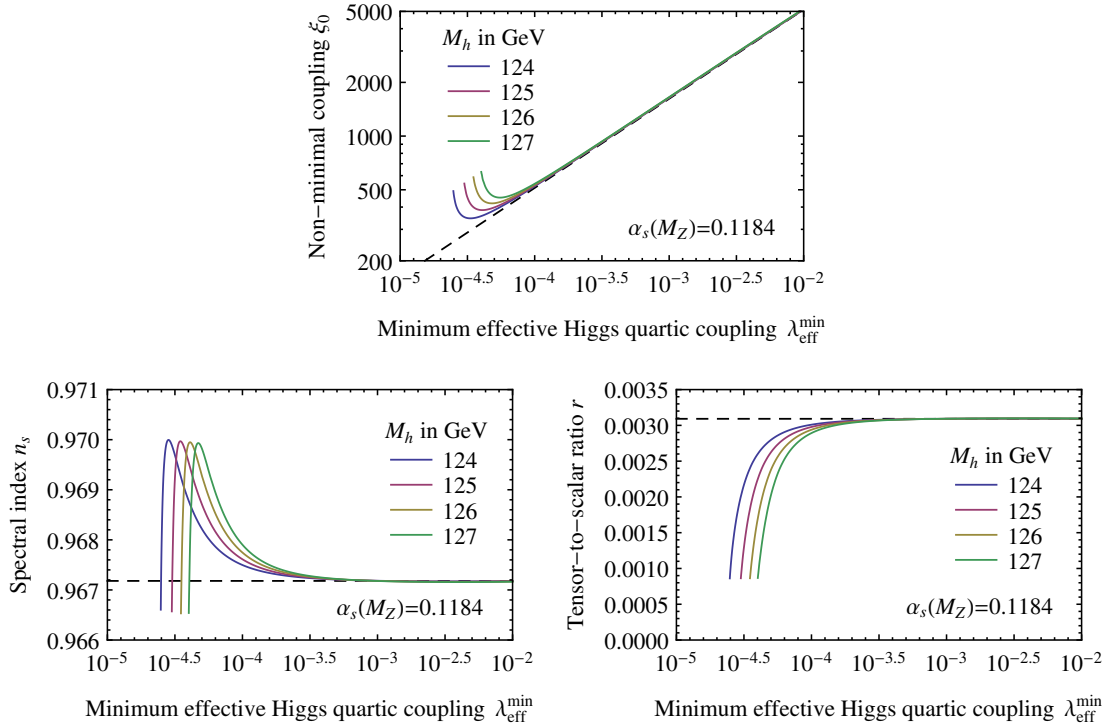 Non−minimal coupling ξ₀
5000
2000
1000
500
200
M_h in GeV
124
125
126
127
α_s(M_Z)=0.1184
10^−5 10^−4.5 10^−4 10^−3.5 10^−3 10^−2.5 10^−2
Minimum effective Higgs quartic coupling λ_eff^min
Spectral index n_s
0.971
0.970
0.969
0.968
0.967
0.966
M_h in GeV
124
125
126
127
α_s(M_Z)=0.1184
10^−5 10^−4.5 10^−4 10^−3.5 10^−3 10^−2.5 10^−2
Minimum effective Higgs quartic coupling λ_eff^min
Tensor−to−scalar ratio r
0.0035
0.0030
0.0025
0.0020
0.0015
0.0010
0.0005
0.0000
M_h in GeV
124
125
126
127
α_s(M_Z)=0.1184
10^−5 10^−4.5 10^−4 10^−3.5 10^−3 10^−2.5 10^−2
Minimum effective Higgs quartic coupling λ_eff^min